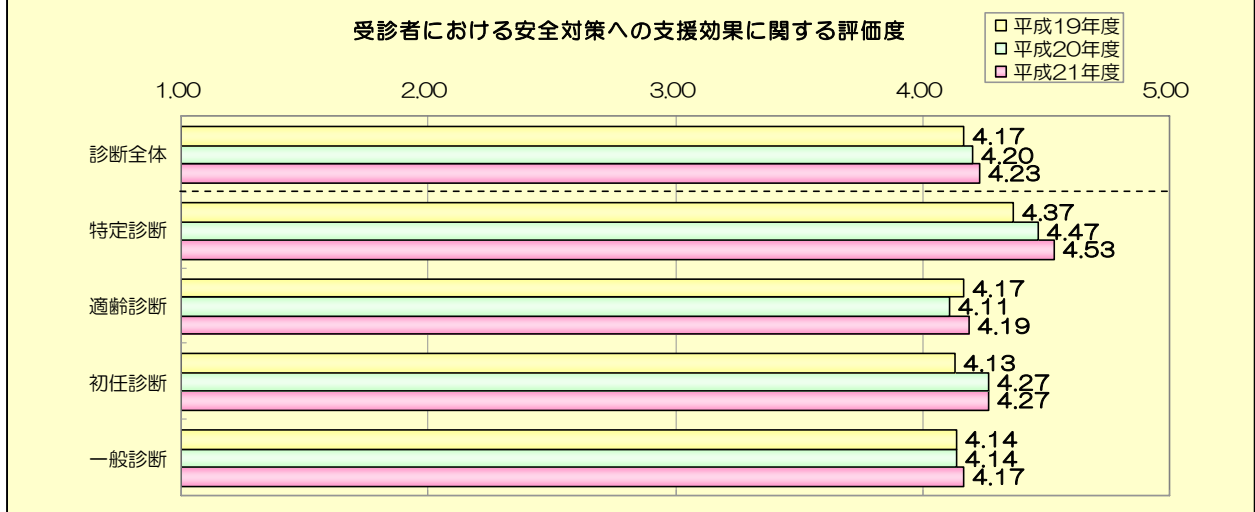 受診者における安全対策への支援効果に関する評価度
平成19年度
平成20年度
平成21年度
1.00 2.00 3.00 4.00 5.00
診断全体
4.17
4.20
4.23
特定診断
4.37
4.47
4.53
適齢診断
4.17
4.11
4.19
初任診断
4.13
4.27
4.27
一般診断
4.14
4.14
4.17